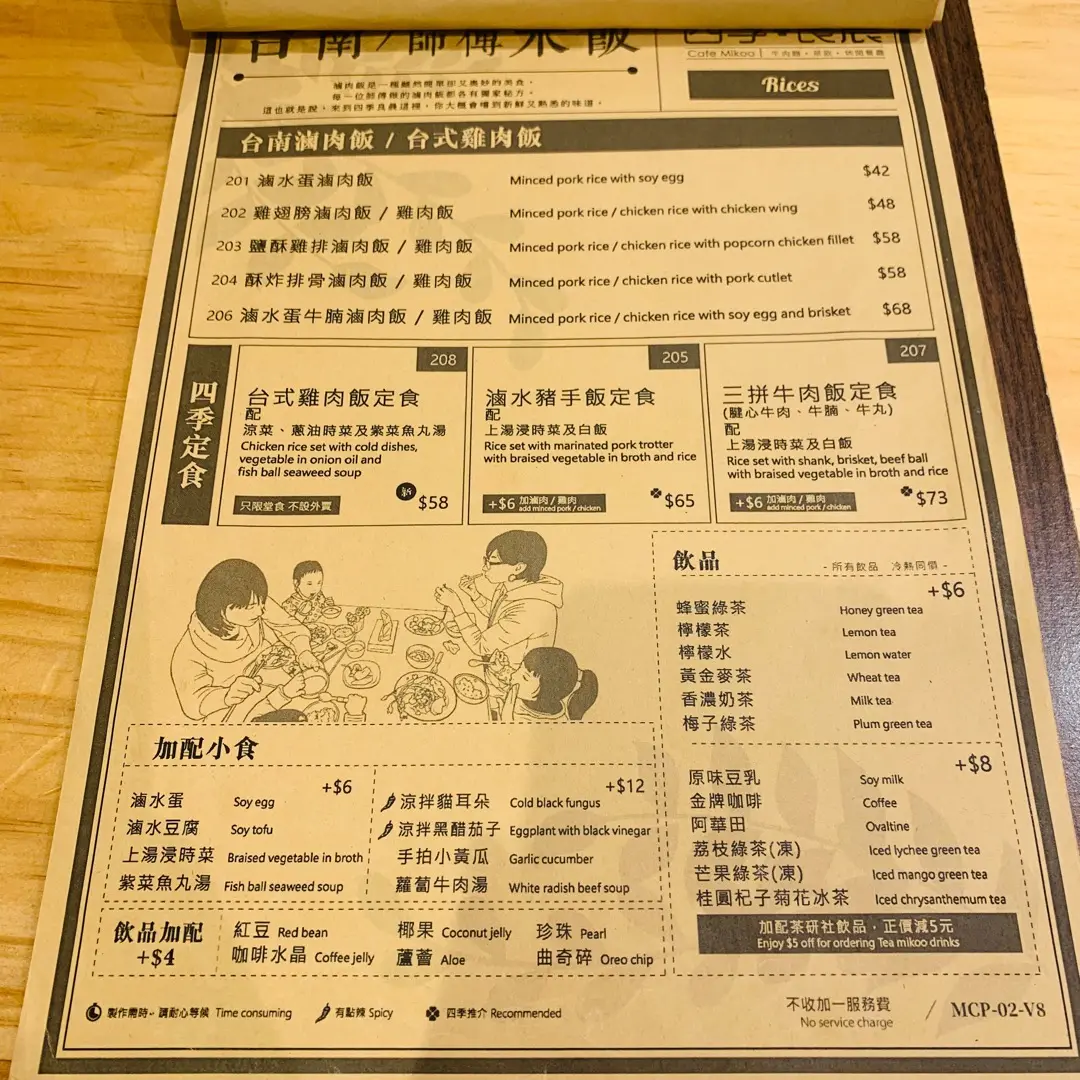 台南/師傅米飯
四季·良晨
Cafe Mikoa | 牛肉麵·茶飲·休閒餐廳
Rices
滷肉飯是一種雖然簡單卻又奧妙的美食。
每一位師傅做的滷肉飯都各有獨家秘方。
這也就是說、來到四季良晨這裡、你大概會嚐到新鮮又熟悉的味道。
台南滷肉飯 / 台式雞肉飯
201 滷水蛋滷肉飯 Minced pork rice with soy egg $42
202 雞翅膀滷肉飯 / 雞肉飯 Minced pork rice / chicken rice with chicken wing $48
203 鹽酥雞排滷肉飯 / 雞肉飯 Minced pork rice / chicken rice with popcorn chicken fillet $58
204 酥炸排骨滷肉飯 / 雞肉飯 Minced pork rice / chicken rice with pork cutlet $58
206 滷水蛋牛腩滷肉飯 / 雞肉飯 Minced pork rice / chicken rice with soy egg and brisket $68
四季定食
208
台式雞肉飯定食
配
涼菜、蔥油時菜及紫菜魚丸湯
Chicken rice set with cold dishes,
vegetable in onion oil and
fish ball seaweed soup
只限堂食 不設外賣
新 $58
205
滷水豬手飯定食
配
上湯浸時菜及白飯
Rice set with marinated pork trotter
with braised vegetable in broth and rice
+$6 加滷肉 / 雞肉
add minced pork / chicken
$65
207
三拼牛肉飯定食
(腱心牛肉、牛腩、牛丸)
配
上湯浸時菜及白飯
Rice set with shank, brisket, beef ball
with braised vegetable in broth and rice
+$6 加滷肉 / 雞肉
add minced pork / chicken
$73
飲品
- 所有飲品 冷熱同價 -
+$6
蜂蜜綠茶 Honey green tea
檸檬茶 Lemon tea
檸檬水 Lemon water
黃金麥茶 Wheat tea
香濃奶茶 Milk tea
梅子綠茶 Plum green tea
+$8
原味豆乳 Soy milk
金牌咖啡 Coffee
阿華田 Ovaltine
荔枝綠茶(凍) Iced lychee green tea
芒果綠茶(凍) Iced mango green tea
桂圓杞子菊花冰茶 Iced chrysanthemum tea
加配茶研社飲品，正價減5元
Enjoy $5 off for ordering Tea mikoo drinks
加配小食
+$6
滷水蛋 Soy egg
滷水豆腐 Soy tofu
上湯浸時菜 Braised vegetable in broth
紫菜魚丸湯 Fish ball seaweed soup
+$12
涼拌貓耳朵 Cold black fungus
涼拌黑醋茄子 Eggplant with black vinegar
手拍小黃瓜 Garlic cucumber
蘿蔔牛肉湯 White radish beef soup
飲品加配
+$4
紅豆 Red bean 椰果 Coconut jelly 珍珠 Pearl
咖啡水晶 Coffee jelly 蘆薈 Aloe 曲奇碎 Oreo chip
製作需時，請耐心等候 Time consuming 有點辣 Spicy 四季推介 Recommended
不收加一服務費
No service charge
/ MCP-02-V8